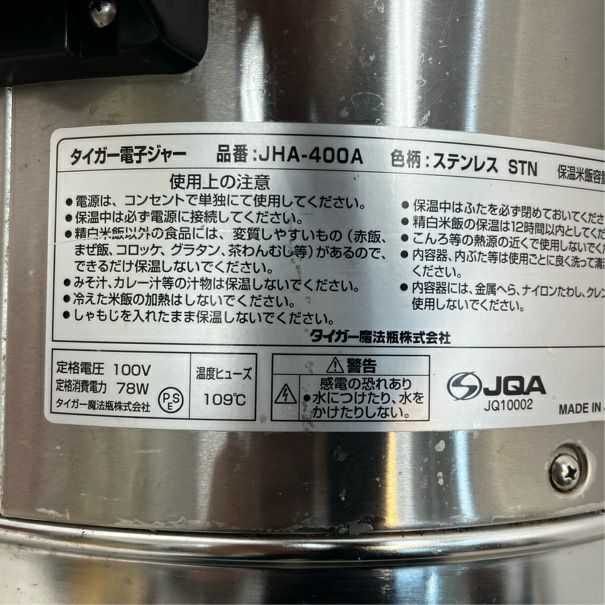 タイガー電子ジャー 品番:JHA-400A 色柄:ステンレス STN 保温米飯容
使用上の注意
●電源は、コンセントで単独にて使用してください。
●保温中は必ず電源に接続してください。
●精白米飯以外の食品には、変質しやすいもの(赤飯、
まぜ飯、コロッケ、グラタン、茶わんむし等)があるので、
できるだけ保温しないでください。
●みそ汁、カレー汁等の汁物は保温しないでください。
●冷えた米飯の加熱はしないでください。
●しゃもじを入れたまま保温しないでください。
●保温中はふたを必ず閉めておいてくだ
●精白米飯の保温は12時間以内としてくだ
●こんろ等の熱源の近くで使用しないで
●内容器、内ぶた等は使用ごとに良く洗って清
●内容器には、金属へら、ナイロンたわし、クレン
使用しないでください。
タイガー魔法瓶株式会社
定格電圧 100V
定格消費電力 78W
タイガー魔法瓶株式会社
PSE
温度ヒューズ
109℃
警告
感電の恐れあり
●水につけたり、水を
かけたりしない。
JQA
JQ10002
MADE IN